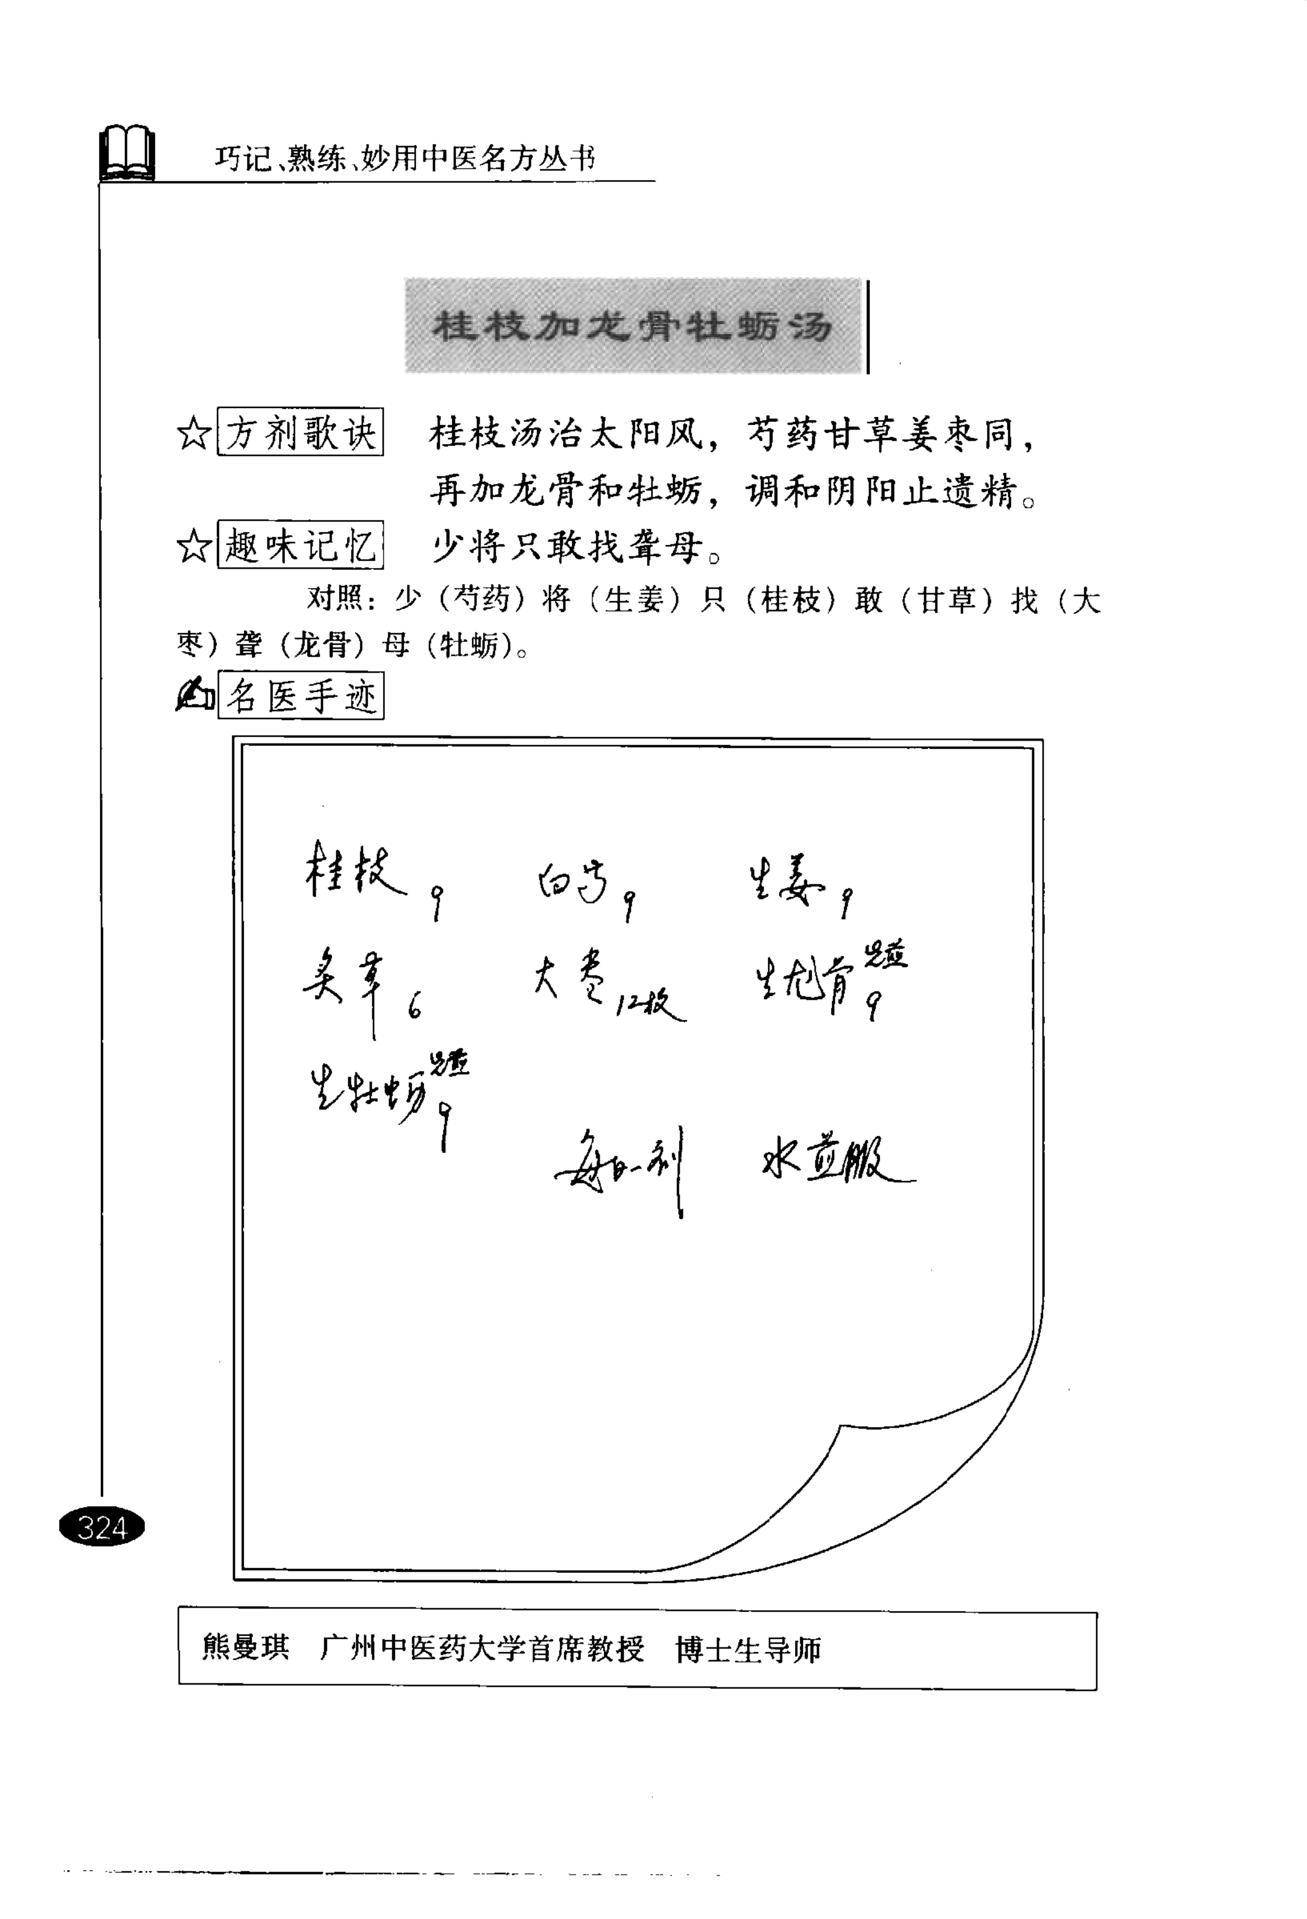 巧记、熟练、妙用中医名方丛书
桂枝加龙骨牡蛎汤
☆方剂歌诀 桂枝汤治太阳风，芍药甘草姜枣同，
再加龙骨和牡蛎，调和阴阳止遗精。
☆趣味记忆 少将只敢找聋母。
对照：少（芍药）将（生姜）只（桂枝）敢（甘草）找（大
枣）聋（龙骨）母（牡蛎）。
名医手迹
桂枝9 白芍9 生姜9
炙草6 大枣12枚 生龙骨先煎9
生牡蛎先煎9
每日一剂 水煎服
324
熊曼琪 广州中医药大学首席教授 博士生导师